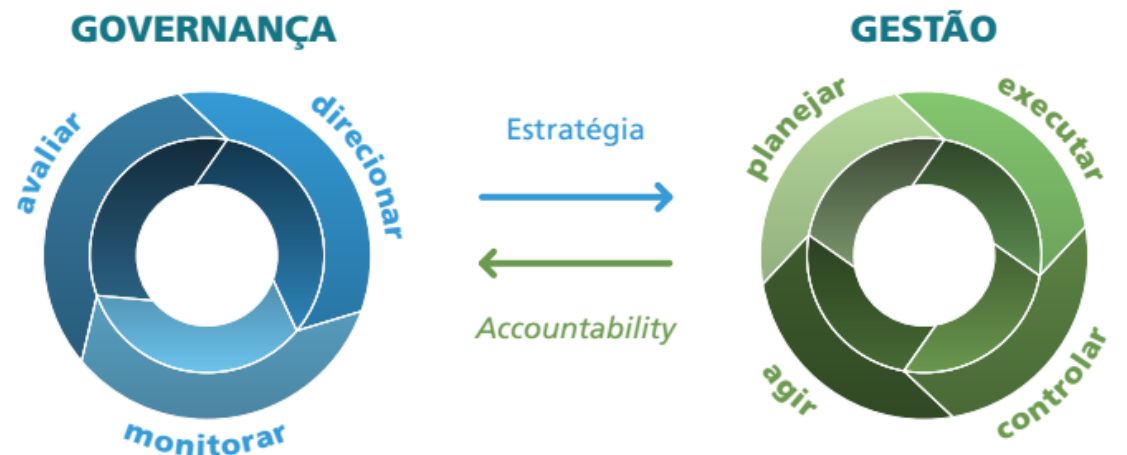 GOVERNANÇA
GESTÃO
avaliar
direcionar
monitorar
Estratégia
Accountability
planejar
executar
controlar
agir